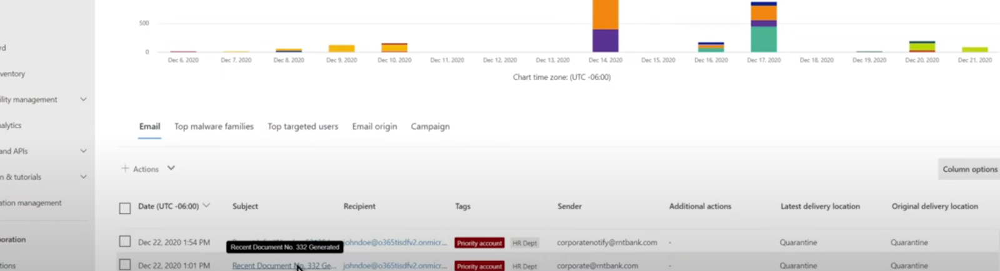 500
0
Dec 6, 2020 Dec 7, 2020 Dec 8, 2020 Dec 9, 2020 Dec 10, 2020 Dec 11, 2020 Dec 12, 2020 Dec 13, 2020 Dec 14, 2020 Dec 15, 2020 Dec 16, 2020 Dec 17, 2020 Dec 18, 2020 Dec 19, 2020 Dec 20, 2020 Dec 21, 2020
Chart time zone: (UTC -06:00)
rd
ventory
ility management
alytics
and APIs
n & tutorials
ation management
oration
tions
Email Top malware families Top targeted users Email origin Campaign
+ Actions
Column options
Date (UTC -06:00) Subject Recipient Tags Sender Additional actions Latest delivery location Original delivery location
Dec 22, 2020 1:54 PM johndoe@o365tisdfv2.onmicr... Priority account HR Dept corporatenotify@rntbank.com - Quarantine Quarantine
Recent Document No. 332 Generated
Dec 22, 2020 1:01 PM Recent Document No. 332 Ge... johndoe@o365tisdfv2.onmicr... Priority account HR Dept corporate@rntbank.com - Quarantine Quarantine